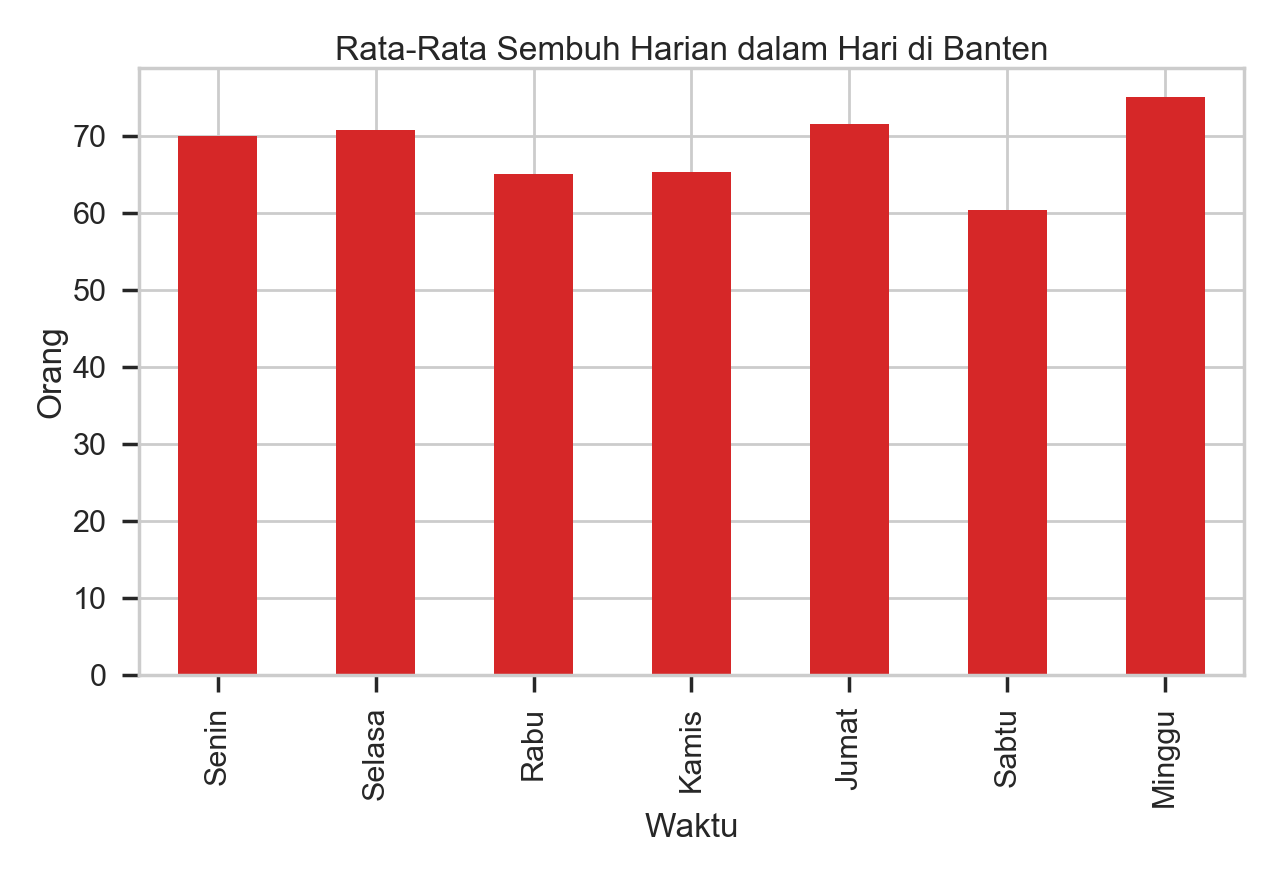 Rata-Rata Sembuh Harian dalam Hari di Banten
70
60
50
40
30
20
10
0
Orang
Senin
Selasa
Rabu
Kamis
Jumat
Sabtu
Minggu
Waktu